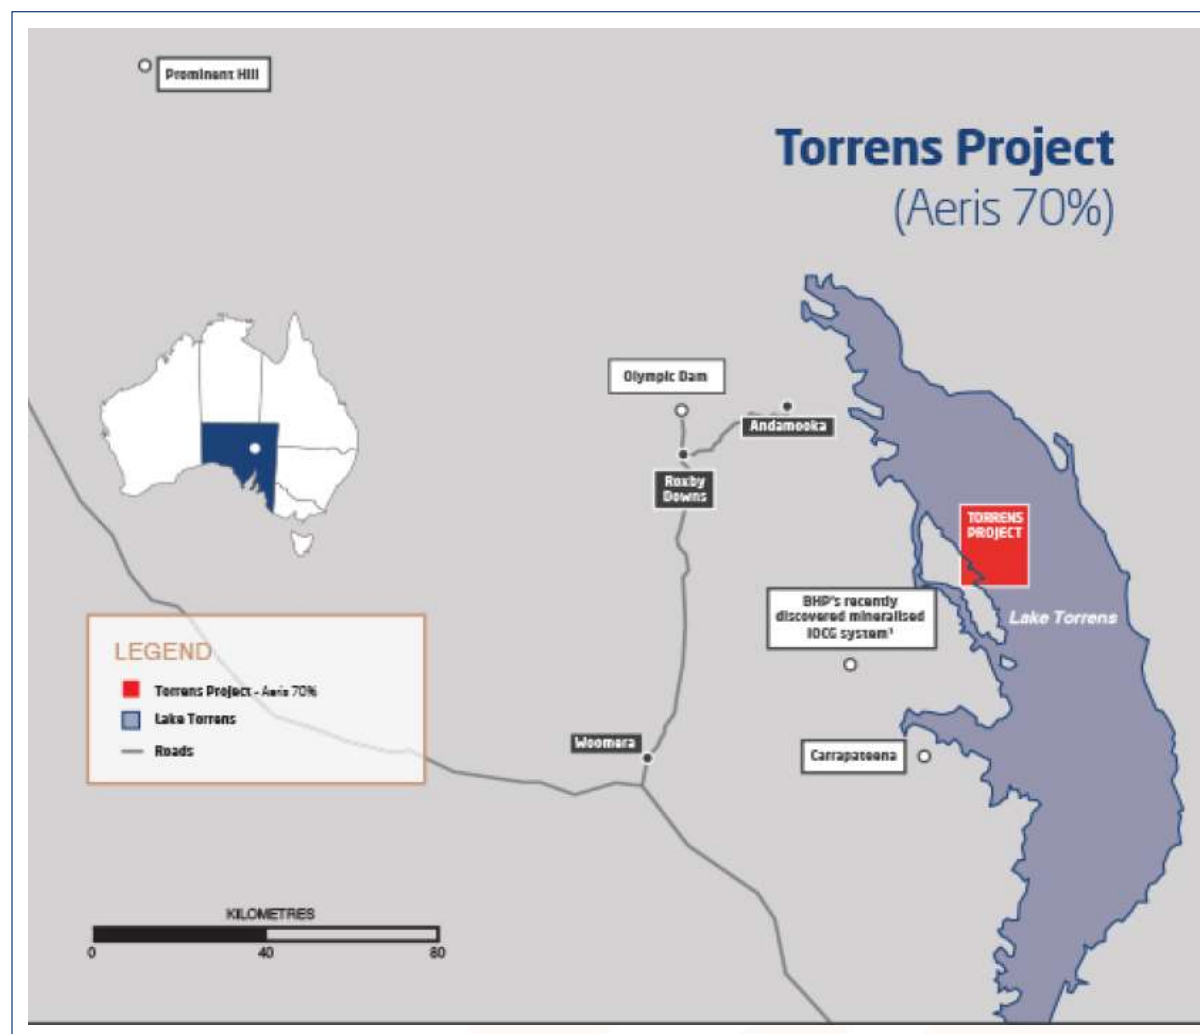 Prominent Hill
Torrens Project
(Aeris 70%)
Olympic Dam
Andamooka
Roxby
Downs
TORRENS
PROJECT
BHP's recently
discovered mineralised
IOCG system¹
Lake Torrens
LEGEND
Torrens Project - Aeris 70%
Lake Torrens
Roads
Woomera
Carrapateena
KILOMETRES
0 40 80